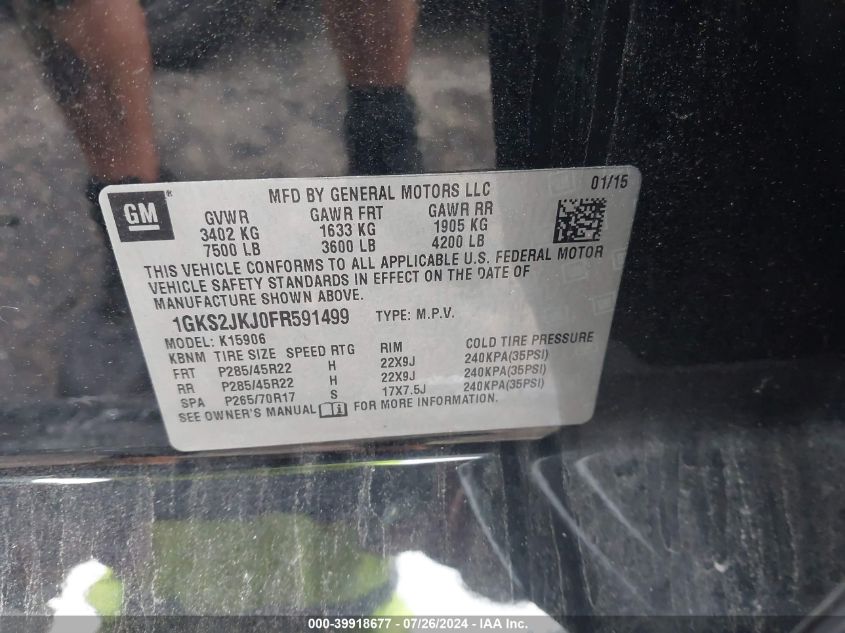 GM®
MFD BY GENERAL MOTORS LLC
01/15
GVWR GAWR FRT GAWR RR
3402 KG 1633 KG 1905 KG
7500 LB 3600 LB 4200 LB
THIS VEHICLE CONFORMS TO ALL APPLICABLE U.S. FEDERAL MOTOR
VEHICLE SAFETY STANDARDS IN EFFECT ON THE DATE OF
MANUFACTURE SHOWN ABOVE.
1GKS2JKJ0FR591499 TYPE: M.P.V.
MODEL: K15906
KBNM TIRE SIZE SPEED RTG RIM COLD TIRE PRESSURE
FRT P285/45R22 H 22X9J 240KPA(35PSI)
RR P285/45R22 H 22X9J 240KPA(35PSI)
SPA P265/70R17 S 17X7.5J 240KPA(35PSI)
SEE OWNER'S MANUAL FOR MORE INFORMATION.
000-39918677 - 07/26/2024 - IAA Inc.